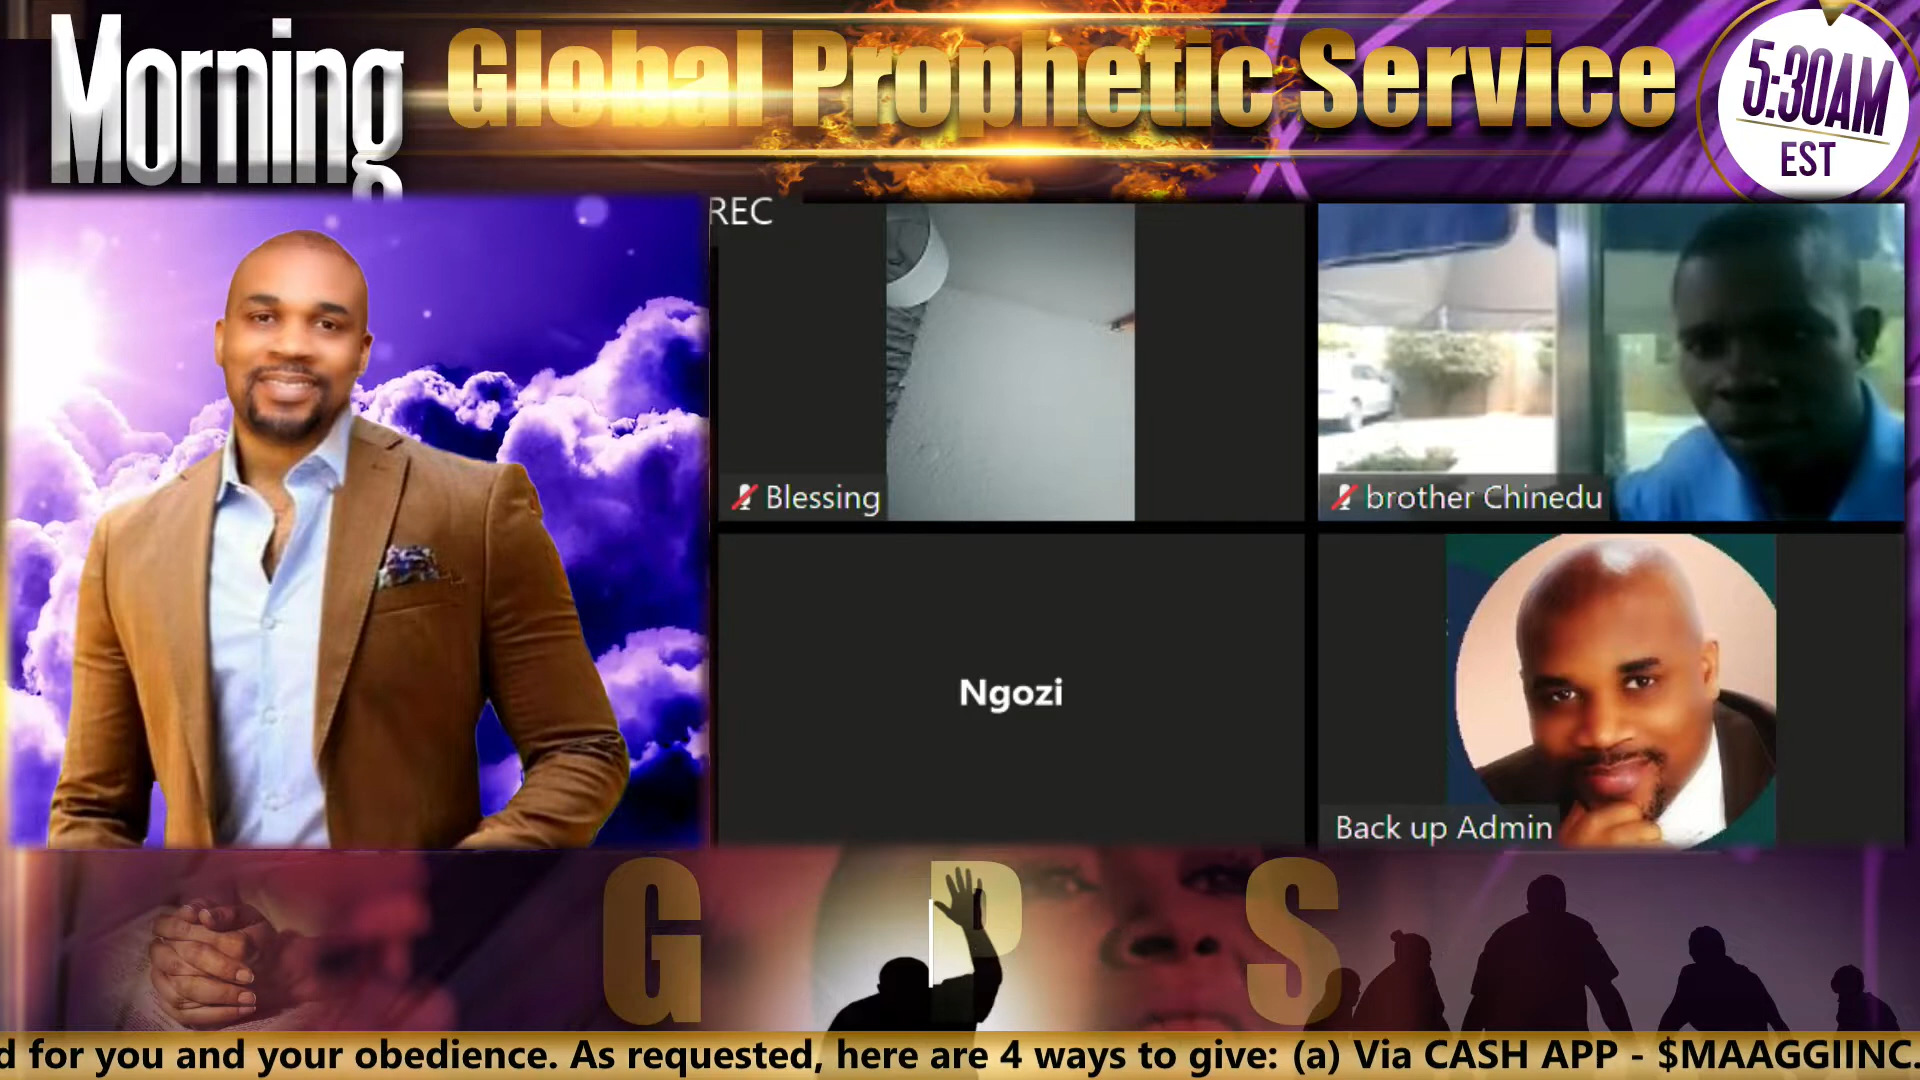 Morning
Global Prophetic Service
5:30AM
EST
REC
Blessing
brother Chinedu
Ngozi
Back up Admin
G P S
d for you and your obedience. As requested, here are 4 ways to give: (a) Via CASH APP - $MAAGGIINC.